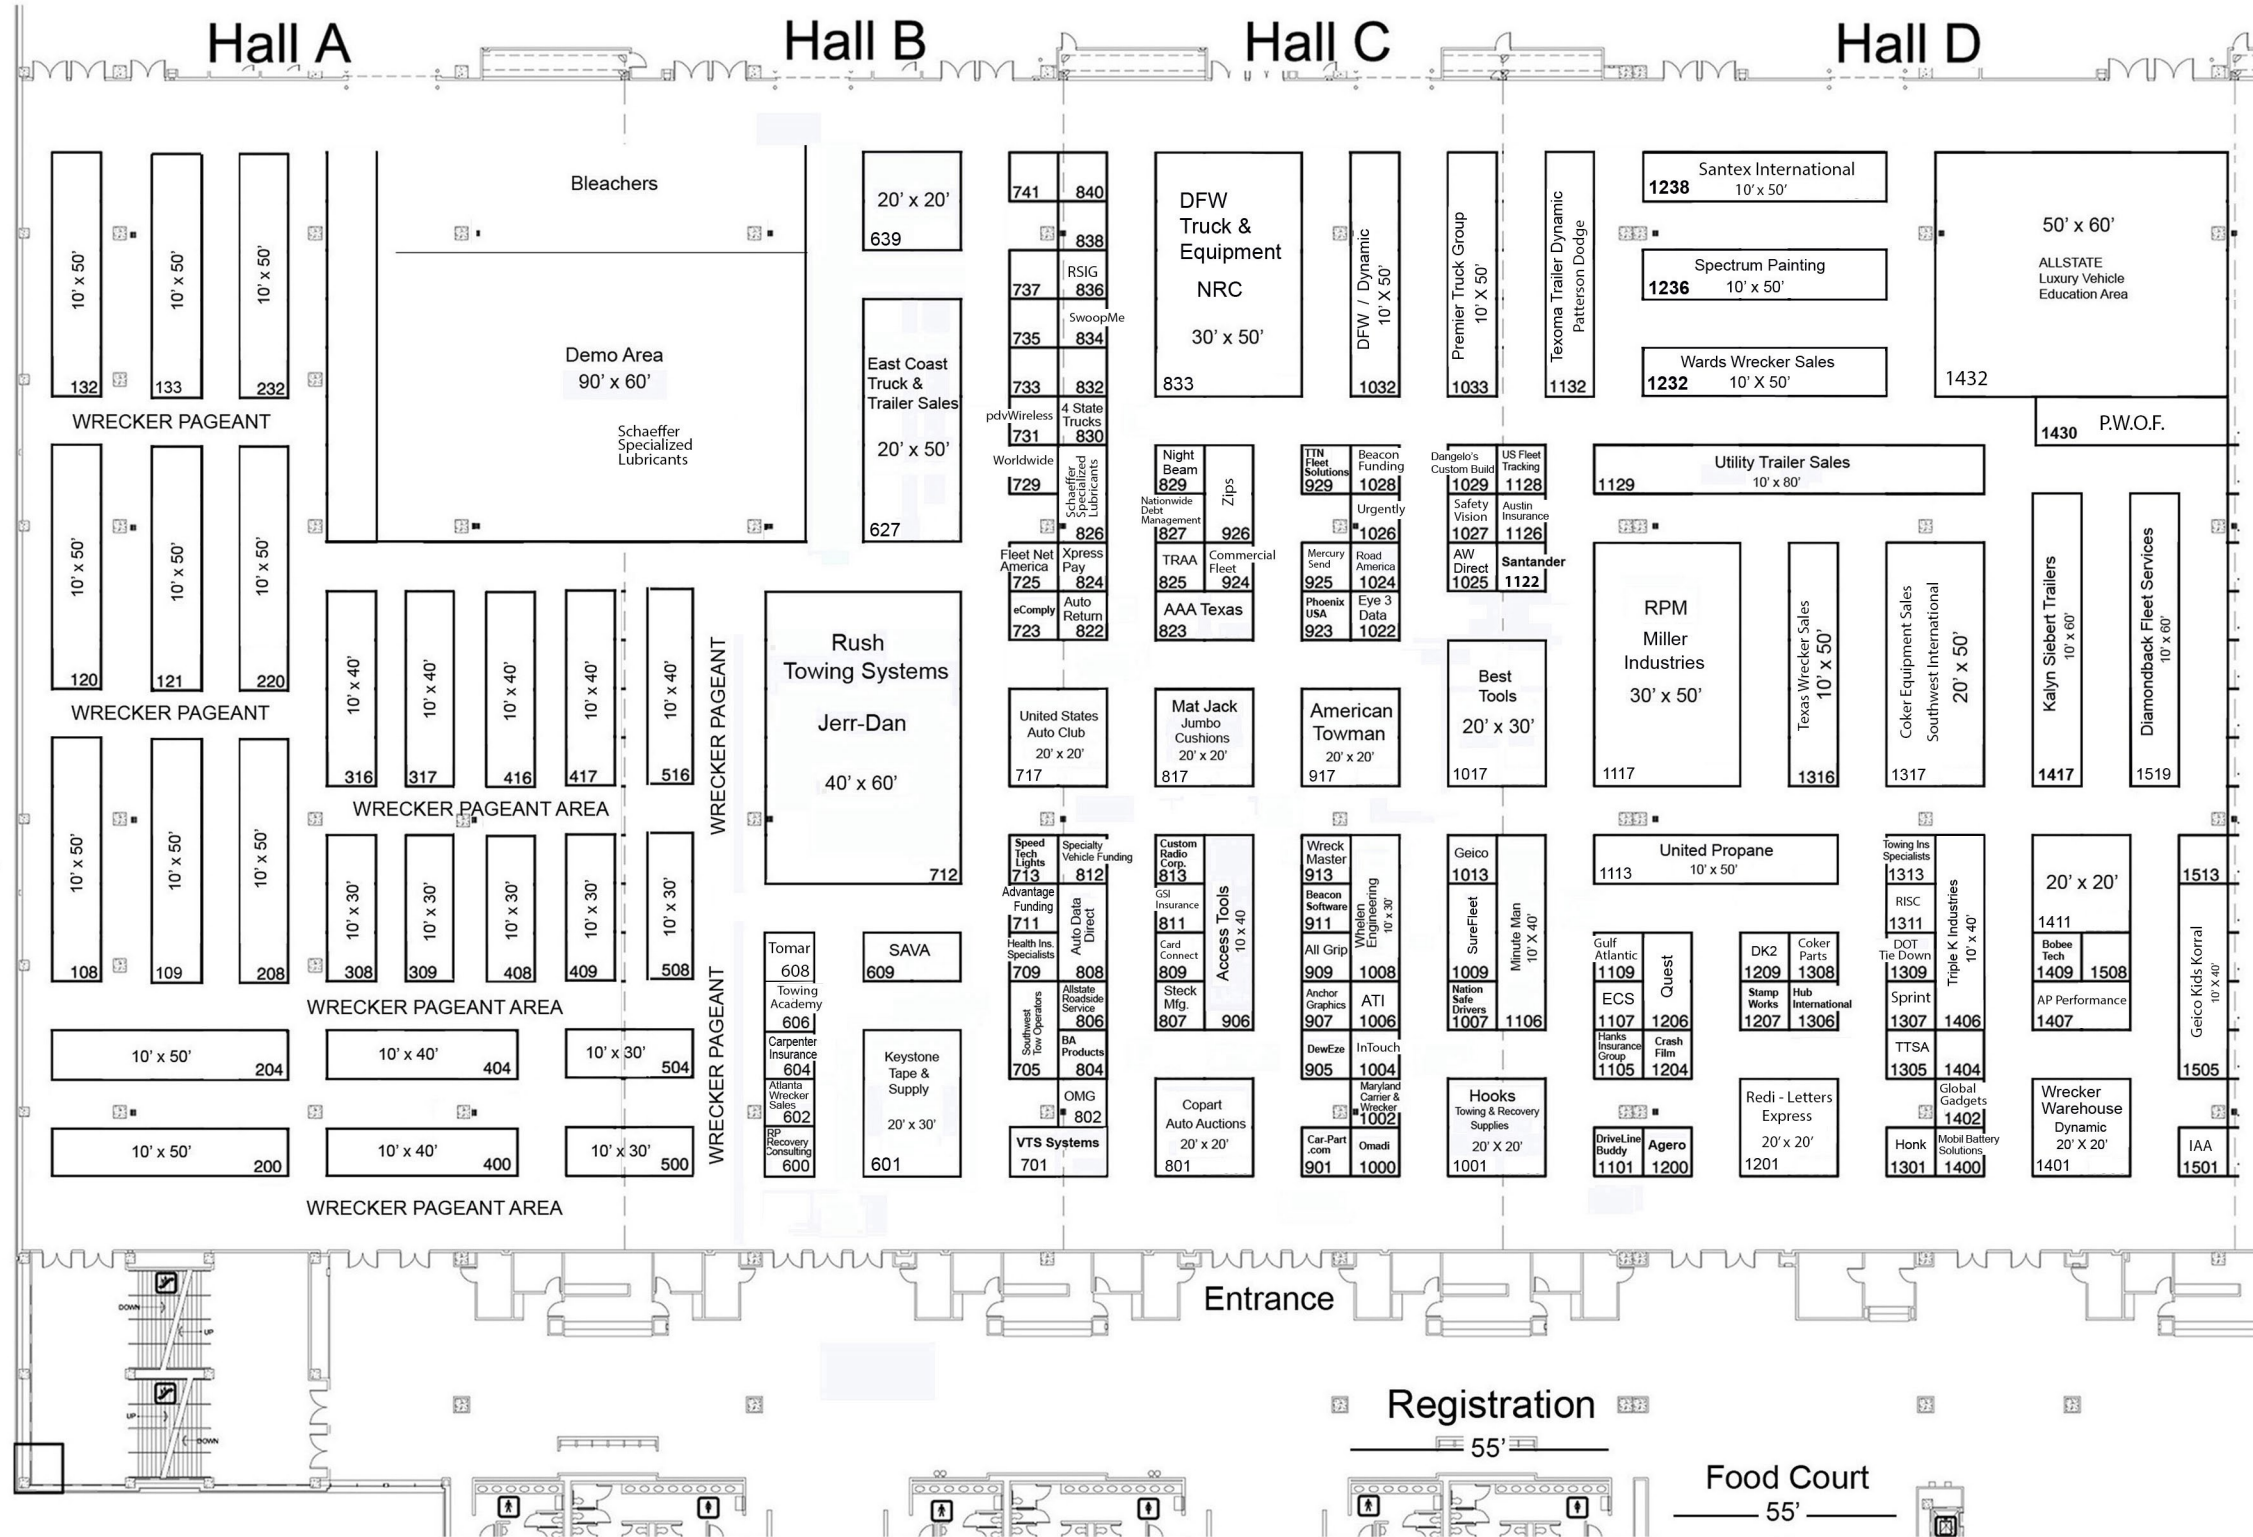 Hall A
Hall B
Hall C
Hall D
10' x 50'
132
10' x 50'
133
10' x 50'
232
WRECKER PAGEANT
10' x 50'
120
10' x 50'
121
10' x 50'
220
WRECKER PAGEANT
10' x 50'
108
10' x 50'
109
10' x 50'
208
Bleachers
Demo Area
90' x 60'
Schaeffer
Specialized
Lubricants
10' x 40'
316
10' x 40'
317
10' x 40'
416
10' x 40'
417
10' x 40'
516
WRECKER PAGEANT AREA
10' x 30'
308
10' x 30'
309
10' x 30'
408
10' x 30'
409
10' x 30'
508
WRECKER PAGEANT AREA
10' x 50'
204
10' x 40'
404
10' x 30'
504
10' x 50'
200
10' x 40'
400
10' x 30'
500
WRECKER PAGEANT AREA
WRECKER PAGEANT
WRECKER PAGEANT
20' x 20'
639
East Coast
Truck &
Trailer Sales
20' x 50'
627
Rush
Towing Systems
Jerr-Dan
40' x 60'
712
Tomar
608
Towing
Academy
606
Carpenter
Insurance
604
Atlanta
Wrecker
Sales
602
RP
Recovery
Consulting
600
SAVA
609
Keystone
Tape &
Supply
20' x 30'
601
741
840
838
737
RSIG
836
735
SwoopMe
834
733
832
pdvWireless
731
4 State
Trucks
830
Worldwide
729
Schaeffer
Specialized
Lubricants
826
Fleet Net
America
725
Xpress
Pay
824
eComply
723
Auto
Return
822
United States
Auto Club
20' x 20'
717
Speed
Tech
Lights
713
Specialty
Vehicle Funding
812
Advantage
Funding
711
Auto Data
Direct
808
Health Ins.
Specialists
709
Southwest
Tow Operators
705
Allstate
Roadside
Service
806
BA
Products
804
OMG
802
VTS Systems
701
DFW
Truck &
Equipment
NRC
30' x 50'
833
Night
Beam
829
Zips
926
Nationwide
Debt
Management
827
TRAA
825
Commercial
Fleet
924
AAA Texas
823
Mat Jack
Jumbo
Cushions
20' x 20'
817
Custom
Radio
Corp.
813
GSI
Insurance
811
Card
Connect
809
Steck
Mfg.
807
Access Tools
10 x 40
906
Copart
Auto Auctions
20' x 20'
801
DFW / Dynamic
10' X 50'
1032
TTN
Fleet
Solutions
929
Beacon
Funding
1028
Urgently
1026
Mercury
Send
925
Road
America
1024
Phoenix
USA
923
Eye 3
Data
1022
American
Towman
20' x 20'
917
Wreck
Master
913
Beacon
Software
911
All Grip
909
Whelen
Engineering
10' x 30'
1008
Anchor
Graphics
907
ATI
1006
DewEze
905
InTouch
1004
Maryland
Carrier &
Wrecker
1002
Car-Part
.com
901
Omadi
1000
Premier Truck Group
10' X 50'
1033
Texoma Trailer Dynamic
Patterson Dodge
1132
Dangelo's
Custom Build
1029
US Fleet
Tracking
1128
Safety
Vision
1027
Austin
Insurance
1126
AW
Direct
1025
Santander
1122
Best
Tools
20' x 30'
1017
Geico
1013
SureFleet
1009
Nation
Safe
Drivers
1007
Minute Man
10' X 40'
1106
Hooks
Towing & Recovery
Supplies
20' X 20'
1001
1238
Santex International
10' x 50'
1236
Spectrum Painting
10' x 50'
1232
Wards Wrecker Sales
10' X 50'
50' x 60'
ALLSTATE
Luxury Vehicle
Education Area
1432
1430
P.W.O.F.
Utility Trailer Sales
10' x 80'
1129
RPM
Miller
Industries
30' x 50'
1117
Texas Wrecker Sales
10' x 50'
1316
Coker Equipment Sales
Southwest International
20' x 50'
1317
Kalyn Siebert Trailers
10' x 60'
1417
Diamondback Fleet Services
10' x 60'
1519
United Propane
10' x 50'
1113
Gulf
Atlantic
1109
Quest
1206
ECS
1107
Hanks
Insurance
Group
1105
Crash
Film
1204
DriveLine
Buddy
1101
Agero
1200
DK2
1209
Coker
Parts
1308
Stamp
Works
1207
Hub
International
1306
Redi - Letters
Express
20' x 20'
1201
Towing Ins
Specialists
1313
RISC
1311
DOT
Tie Down
1309
Sprint
1307
Triple K Industries
10' x 40'
1406
TTSA
1305
1404
Global
Gadgets
1402
Honk
1301
Mobil Battery
Solutions
1400
20' x 20'
1411
Bobee
Tech
1409
1508
AP Performance
1407
Wrecker
Warehouse
Dynamic
20' X 20'
1401
1513
Geico Kids Korral
10' X 40'
1505
IAA
1501
DOWN
UP
UP
DOWN
Entrance
Registration
55'
Food Court
55'